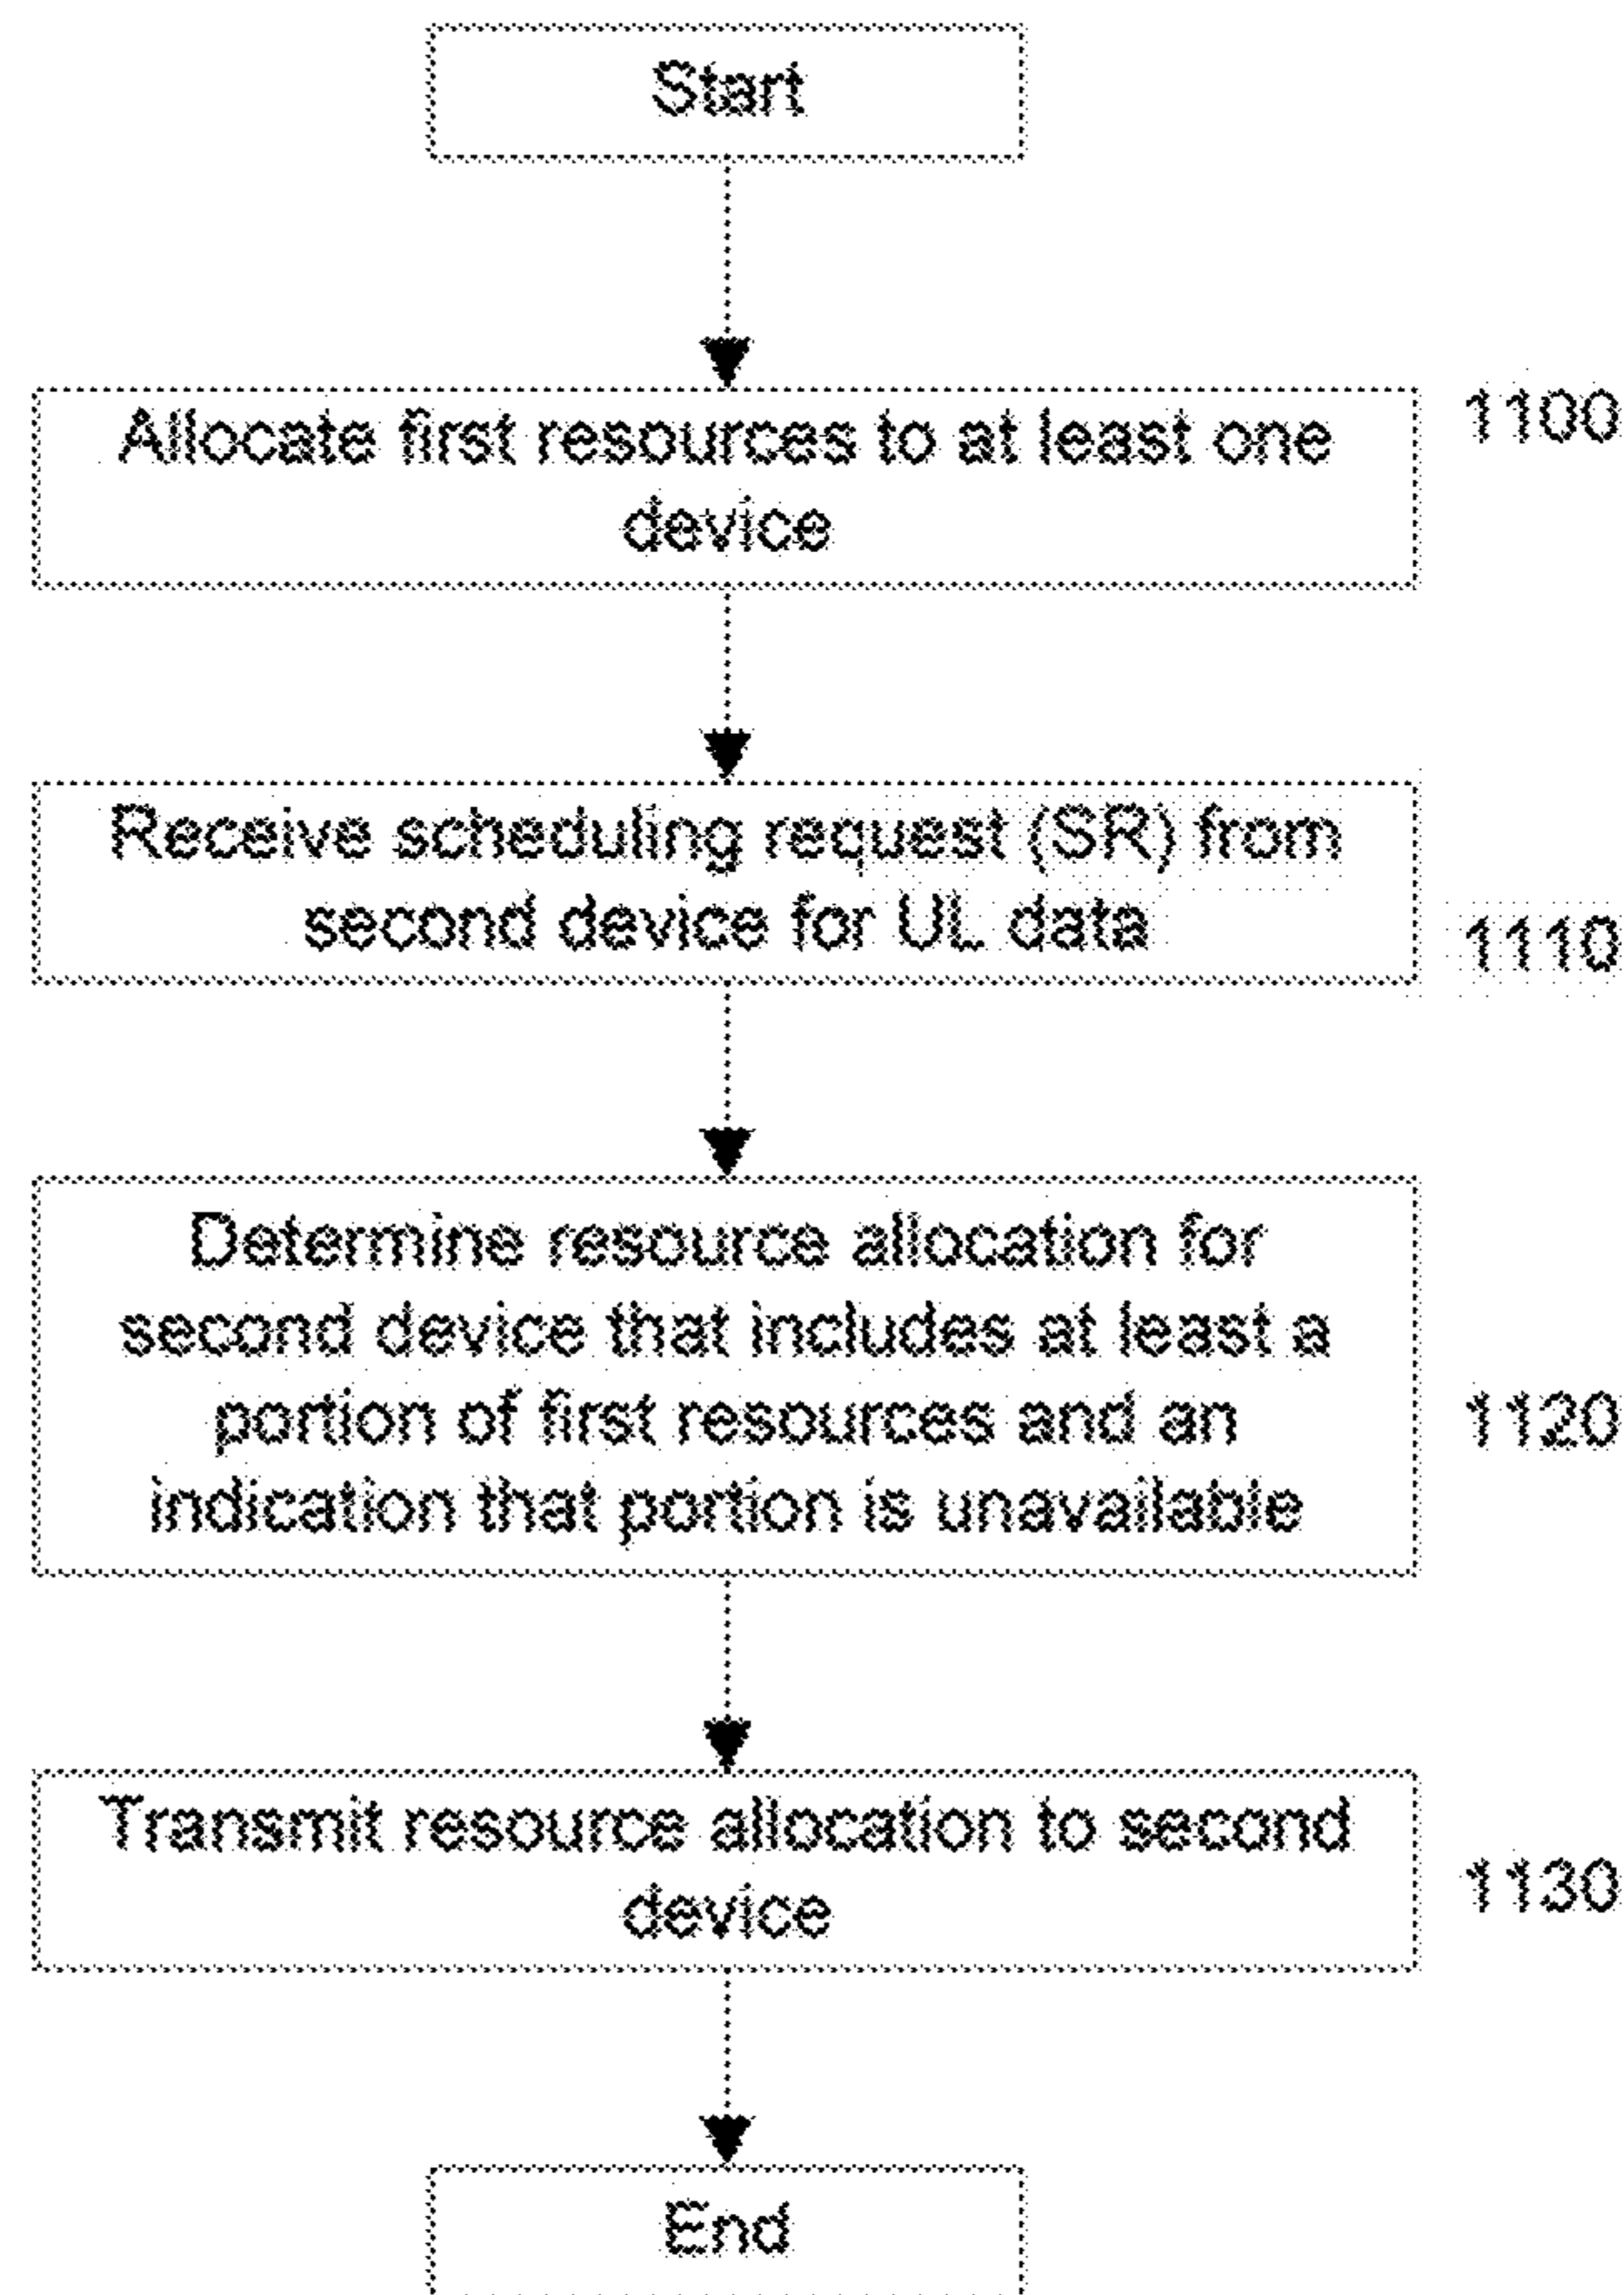 Start
Allocate first resources to at least one
device
1100
Receive scheduling request (SR) from
second device for UL data
1110
Determine resource allocation for
second device that includes at least a
portion of first resources and an
indication that portion is unavailable
1120
Transmit resource allocation to second
device
1130
End